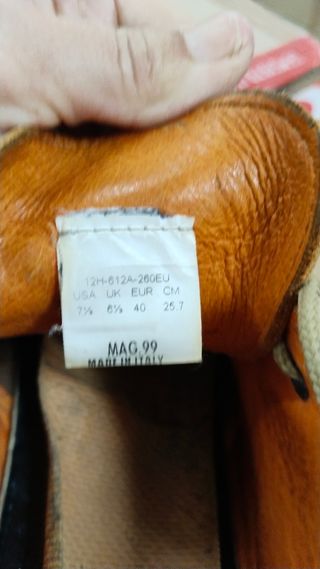 12H-612A-260EU
USA UK EUR CM
7½ 6½ 40 25.7
MAG.99
MADE IN ITALY